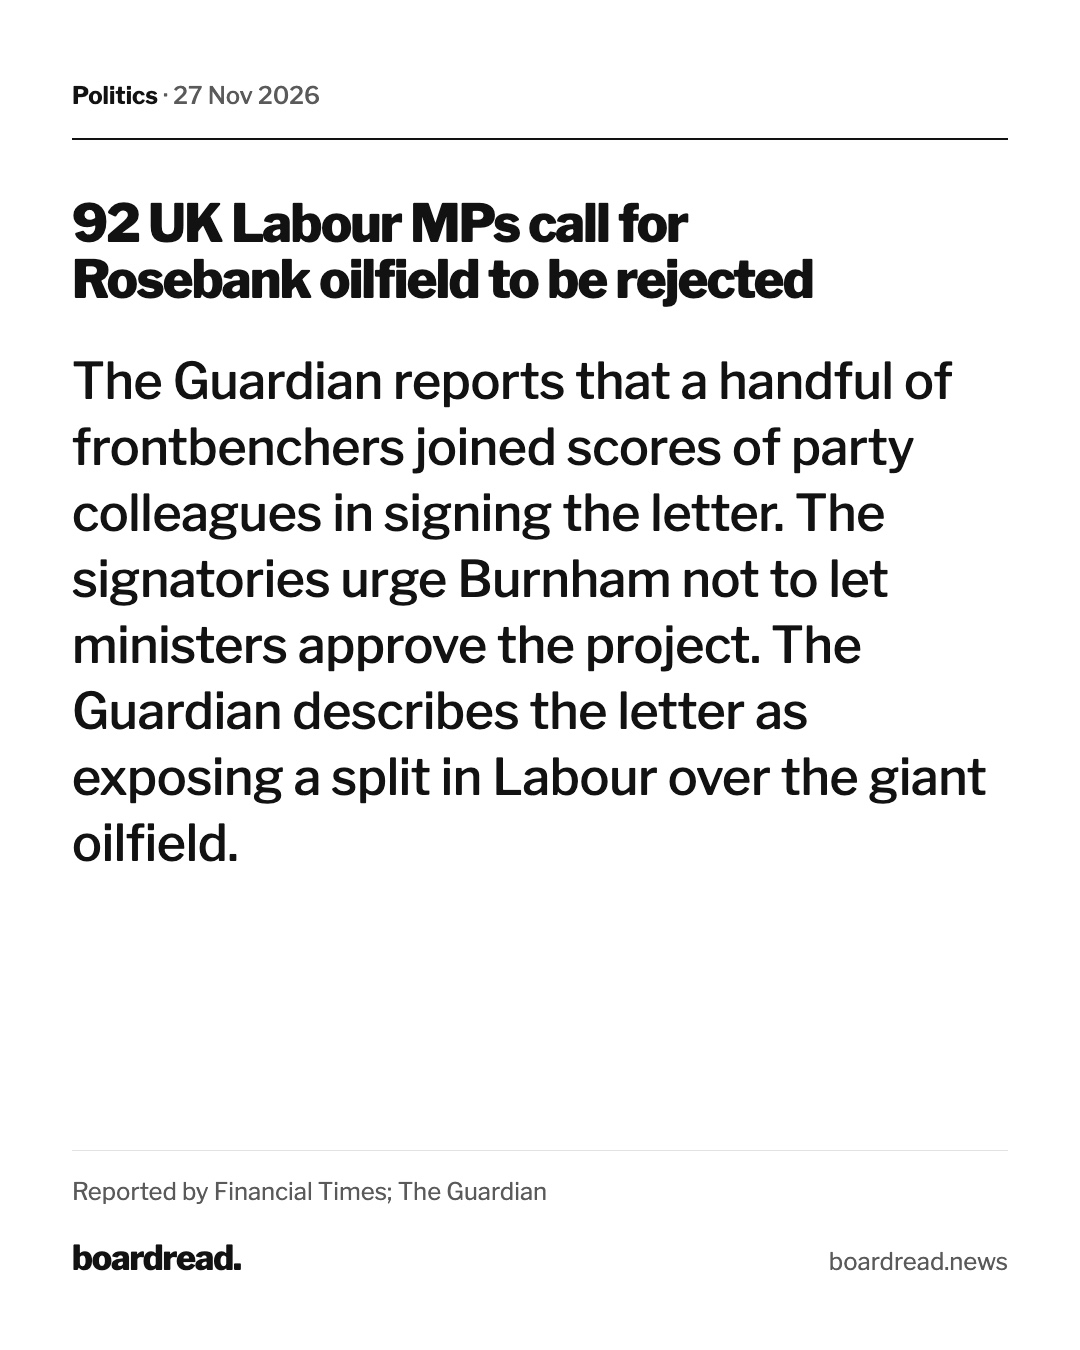 Politics · 27 Nov 2026
92 UK Labour MPs call for
Rosebank oilfield to be rejected
The Guardian reports that a handful of
frontbenchers joined scores of party
colleagues in signing the letter. The
signatories urge Burnham not to let
ministers approve the project. The
Guardian describes the letter as
exposing a split in Labour over the giant
oilfield.
Reported by Financial Times; The Guardian
boardread.
boardread.news